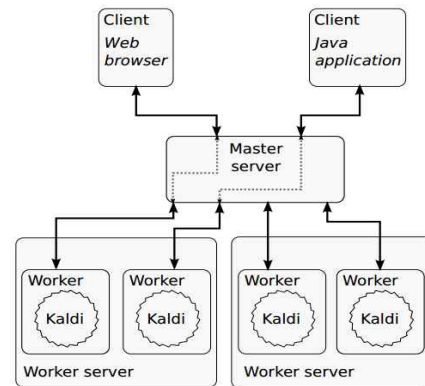 Client
Web
browser
Client
Java
application
Master
server
Worker
Kaldi
Worker
Kaldi
Worker server
Worker
Kaldi
Worker
Kaldi
Worker server